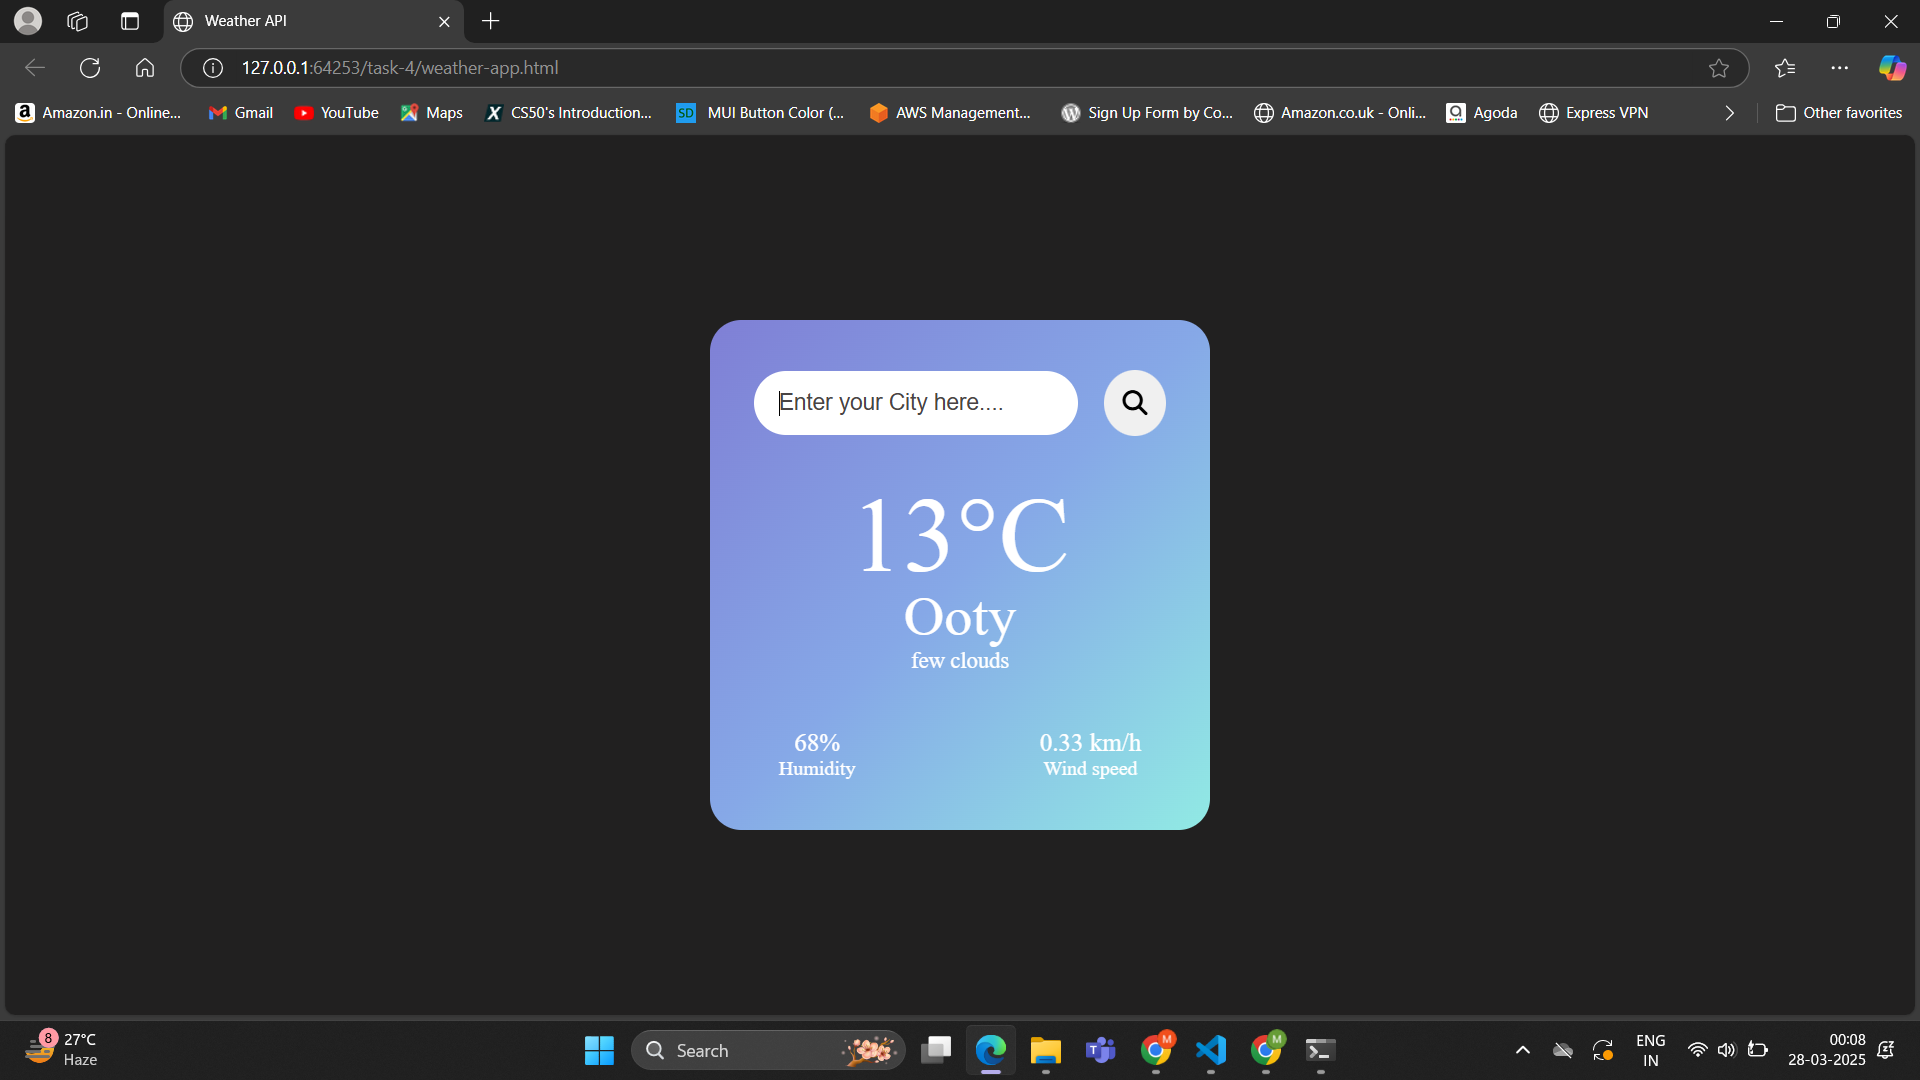 Weather API
127.0.0.1:64253/task-4/weather-app.html
Amazon.in - Online...
Gmail
YouTube
Maps
CS50's Introduction...
SD
MUI Button Color (...
AWS Management...
Sign Up Form by Co...
Amazon.co.uk - Onli...
Agoda
Express VPN
Other favorites
Enter your City here....
13°C
Ooty
few clouds
68%
Humidity
0.33 km/h
Wind speed
8
27°C
Haze
Search
T
M
M
ENG
IN
00:08
28-03-2025